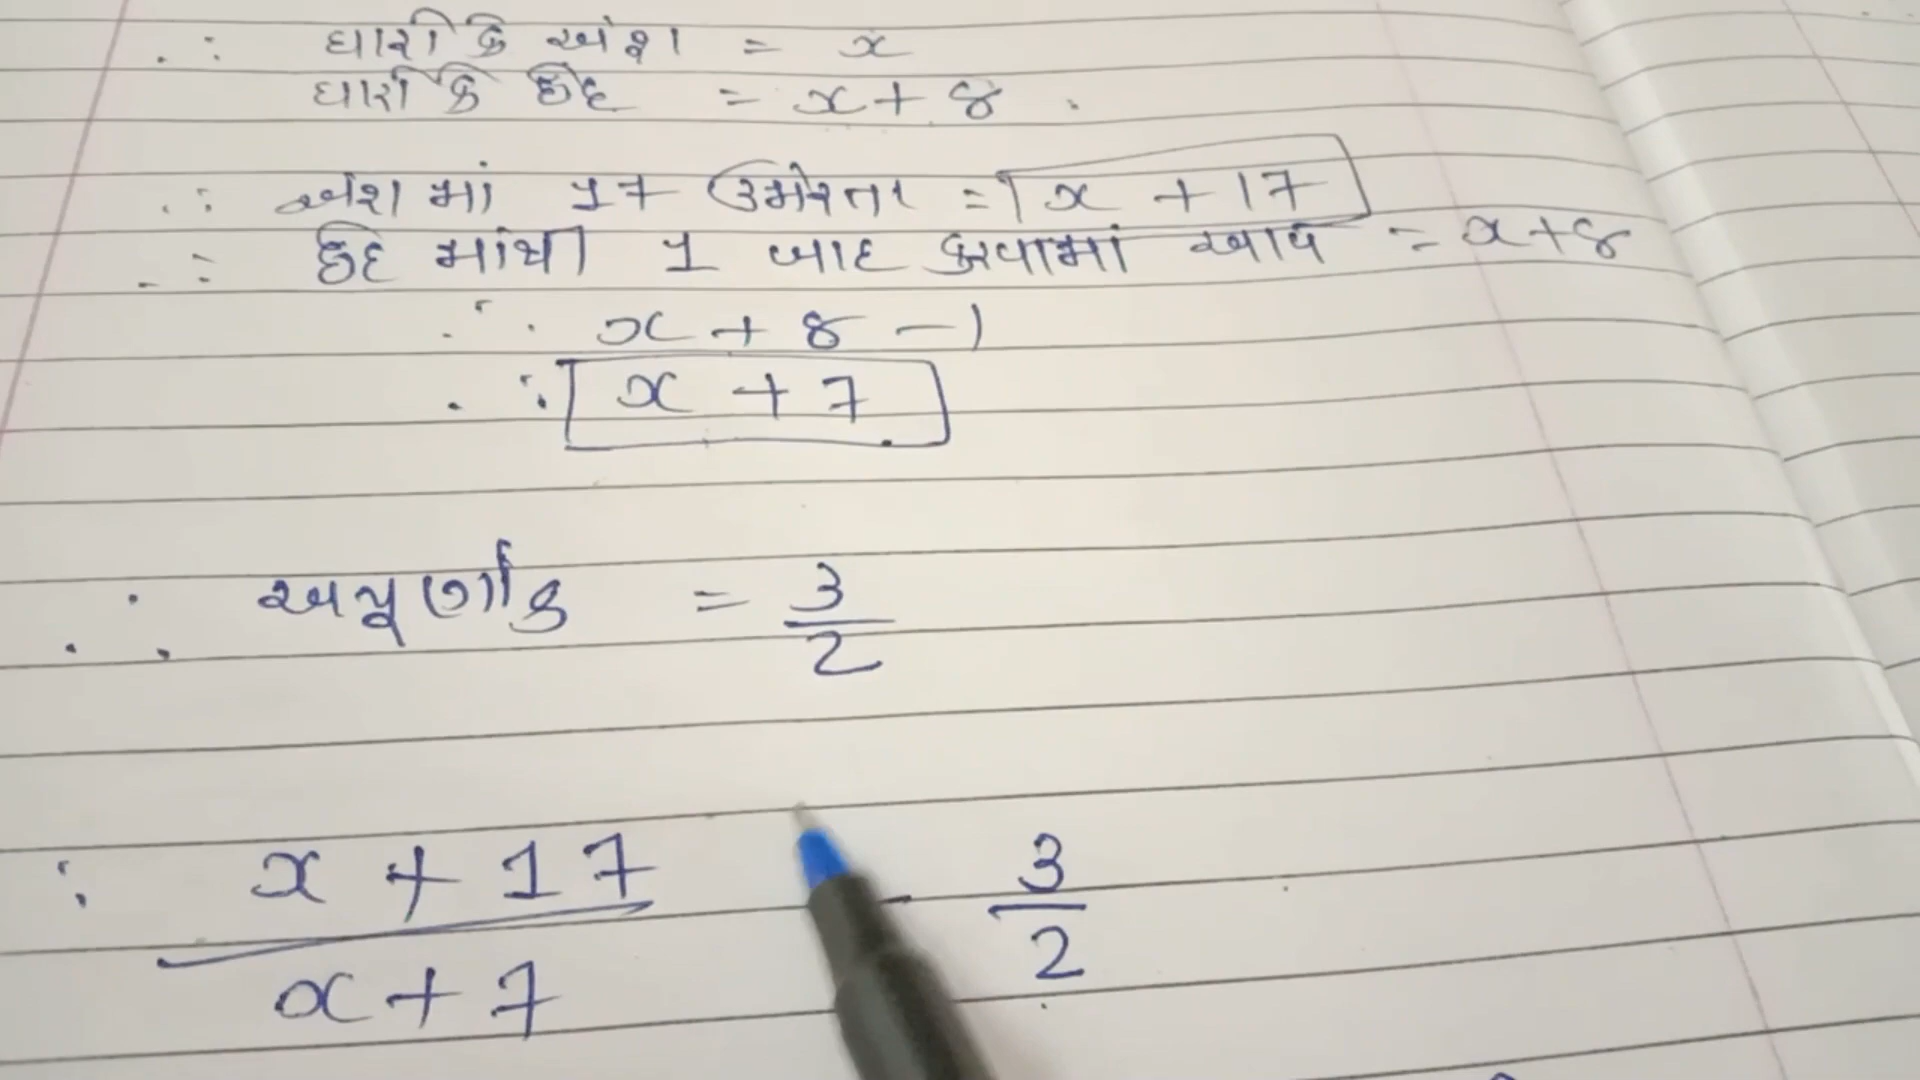 ∴ ધારો કે અંશ = x
ધારો કે છેદ = x + 8
∴ અંશ માં 17 ઉમેરતા = x + 17
∴ છેદ માંથી 1 બાદ કરવામાં આવે = x + 8
∴ x + 8 - 1
∴ x + 7
∴ અપૂર્ણાંક = 3/2
∴ x + 17 / x + 7 3/2